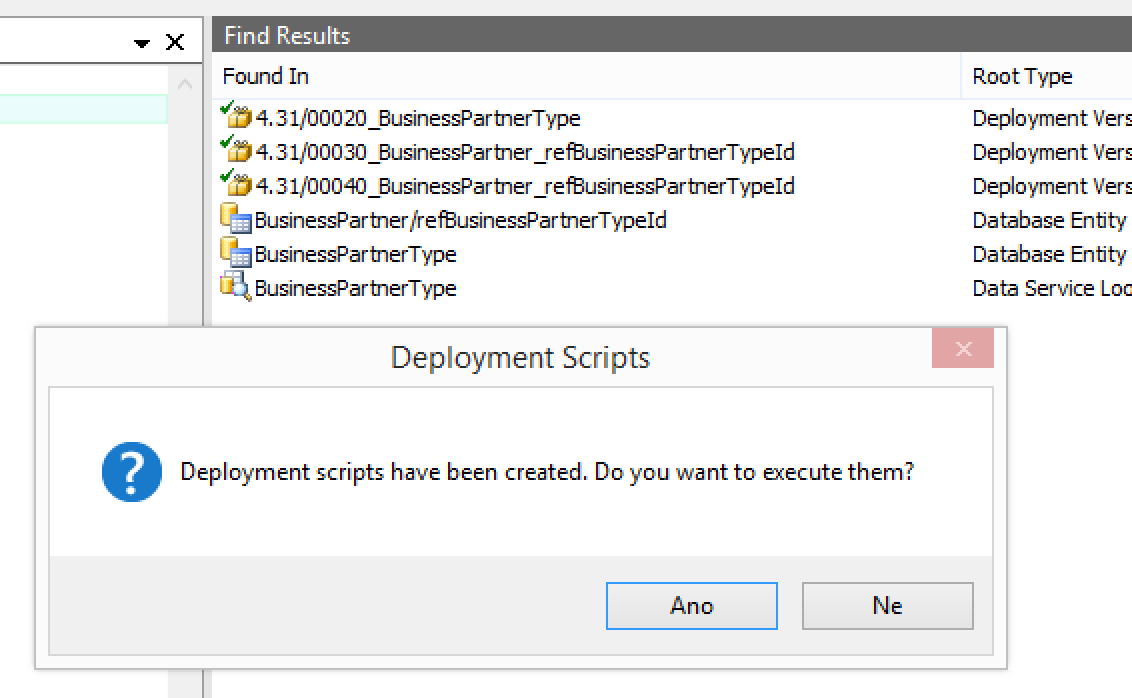 Find Results
Found In Root Type
4.31/00020_BusinessPartnerType Deployment Vers
4.31/00030_BusinessPartner_refBusinessPartnerTypeId Deployment Vers
4.31/00040_BusinessPartner_refBusinessPartnerTypeId Deployment Vers
BusinessPartner/refBusinessPartnerTypeId Database Entity
BusinessPartnerType Database Entity
BusinessPartnerType Data Service Loo
Deployment Scripts
Deployment scripts have been created. Do you want to execute them?
Ano Ne